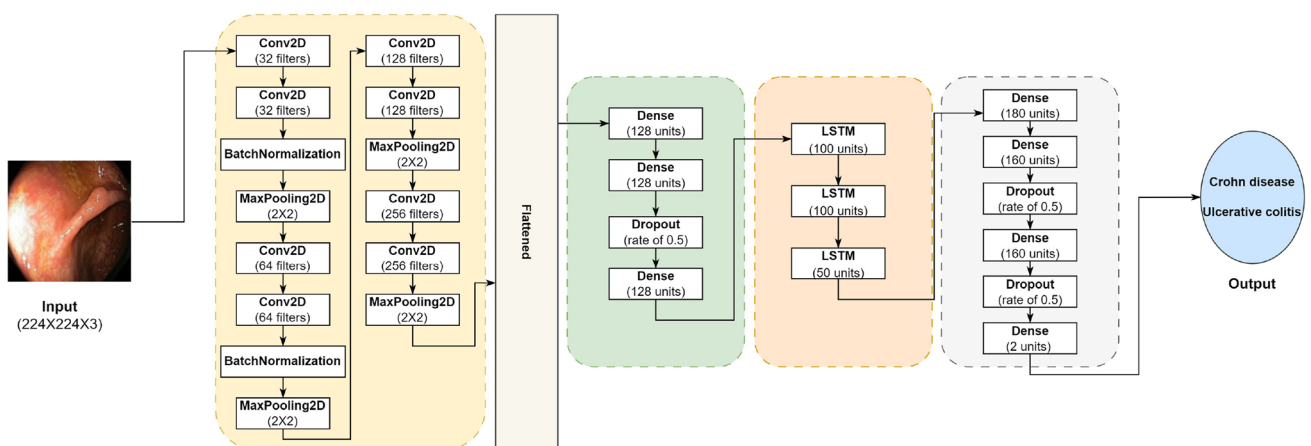 Input
(224X224X3)
Conv2D
(32 filters)
Conv2D
(32 filters)
BatchNormalization
MaxPooling2D
(2X2)
Conv2D
(64 filters)
Conv2D
(64 filters)
BatchNormalization
MaxPooling2D
(2X2)
Conv2D
(128 filters)
Conv2D
(128 filters)
MaxPooling2D
(2X2)
Conv2D
(256 filters)
Conv2D
(256 filters)
MaxPooling2D
(2X2)
Flattened
Dense
(128 units)
Dense
(128 units)
Dropout
(rate of 0.5)
Dense
(128 units)
LSTM
(100 units)
LSTM
(100 units)
LSTM
(50 units)
Dense
(180 units)
Dense
(160 units)
Dropout
(rate of 0.5)
Dense
(160 units)
Dropout
(rate of 0.5)
Dense
(2 units)
Crohn disease
Ulcerative colitis
Output